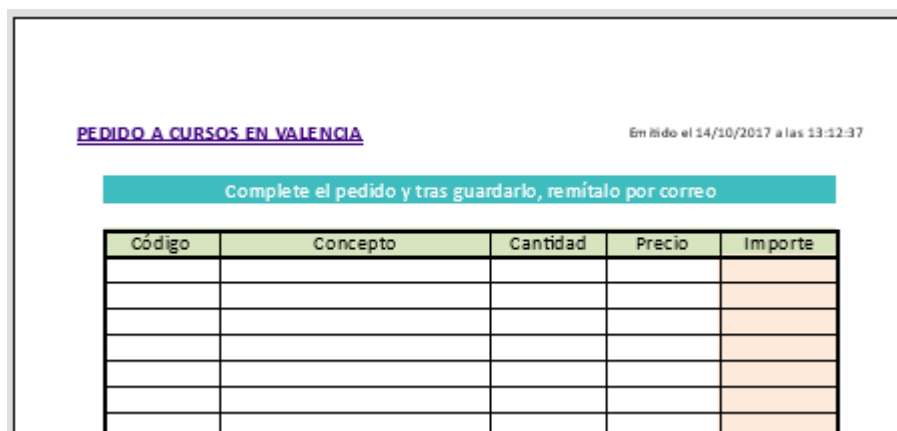 PEDIDO A CURSOS EN VALENCIA
Emitido el 14/10/2017 a las 13:12:37
Complete el pedido y tras guardarlo, remítalo por correo
Código Concepto Cantidad Precio Importe